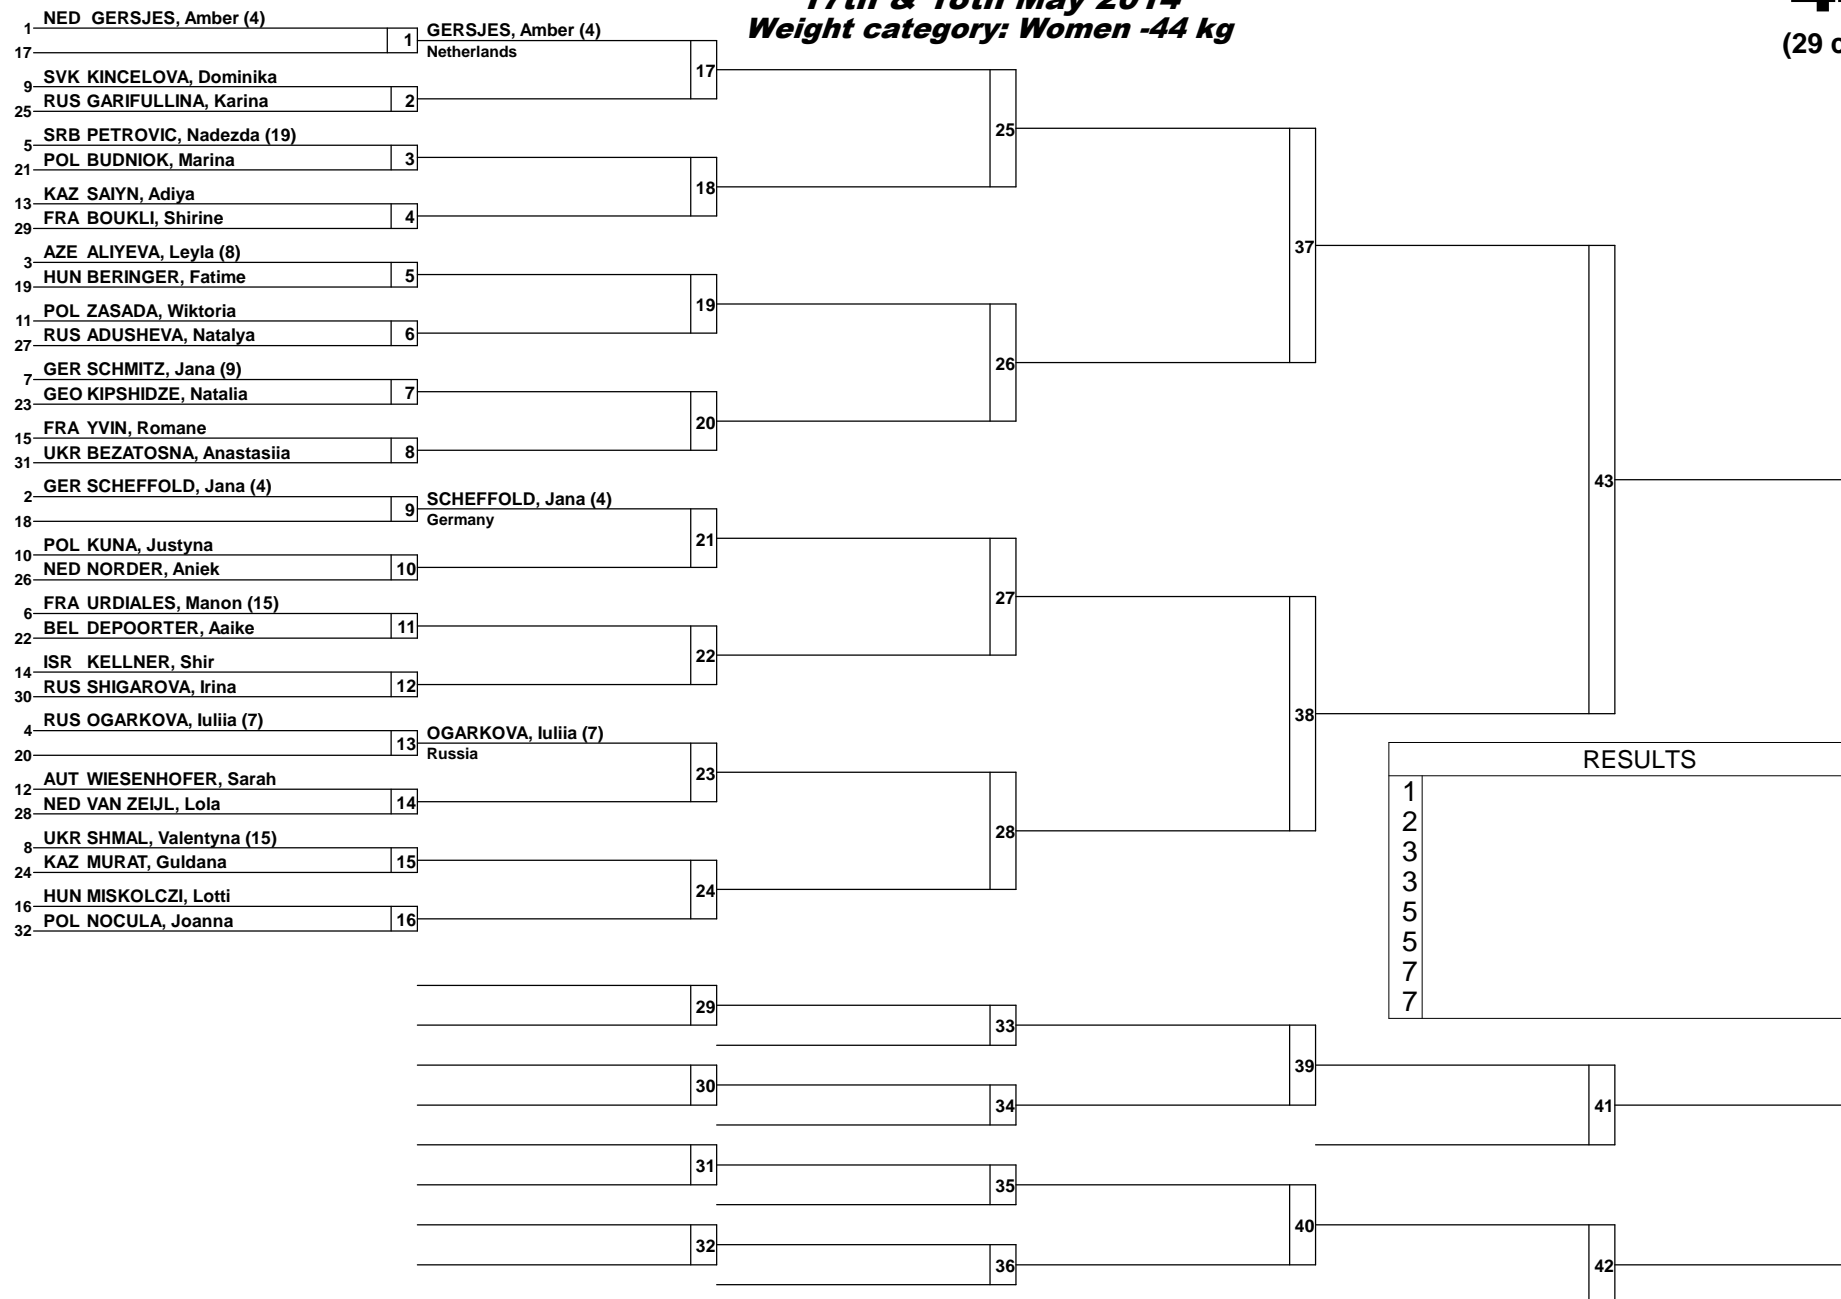 17th & 18th May 2014
Weight category: Women -44 kg
(29 c
1 NED GERSJES, Amber (4)
17
1 GERSJES, Amber (4)
Netherlands
9 SVK KINCELOVA, Dominika
25 RUS GARIFULLINA, Karina
2
17
5 SRB PETROVIC, Nadezda (19)
21 POL BUDNIOK, Marina
3
13 KAZ SAIYN, Adiya
29 FRA BOUKLI, Shirine
4
18
25
3 AZE ALIYEVA, Leyla (8)
19 HUN BERINGER, Fatime
5
11 POL ZASADA, Wiktoria
27 RUS ADUSHEVA, Natalya
6
19
7 GER SCHMITZ, Jana (9)
23 GEO KIPSHIDZE, Natalia
7
15 FRA YVIN, Romane
31 UKR BEZATOSNA, Anastasiia
8
20
26
37
2 GER SCHEFFOLD, Jana (4)
18
9 SCHEFFOLD, Jana (4)
Germany
10 POL KUNA, Justyna
26 NED NORDER, Aniek
10
21
6 FRA URDIALES, Manon (15)
22 BEL DEPOORTER, Aaike
11
14 ISR KELLNER, Shir
30 RUS SHIGAROVA, Irina
12
22
27
4 RUS OGARKOVA, Iuliia (7)
20
13 OGARKOVA, Iuliia (7)
Russia
12 AUT WIESENHOFER, Sarah
28 NED VAN ZEIJL, Lola
14
23
8 UKR SHMAL, Valentyna (15)
24 KAZ MURAT, Guldana
15
16 HUN MISKOLCZI, Lotti
32 POL NOCULA, Joanna
16
24
28
38
43
RESULTS
1
2
3
3
5
5
7
7
29
33
30
34
39
41
31
35
32
36
40
42